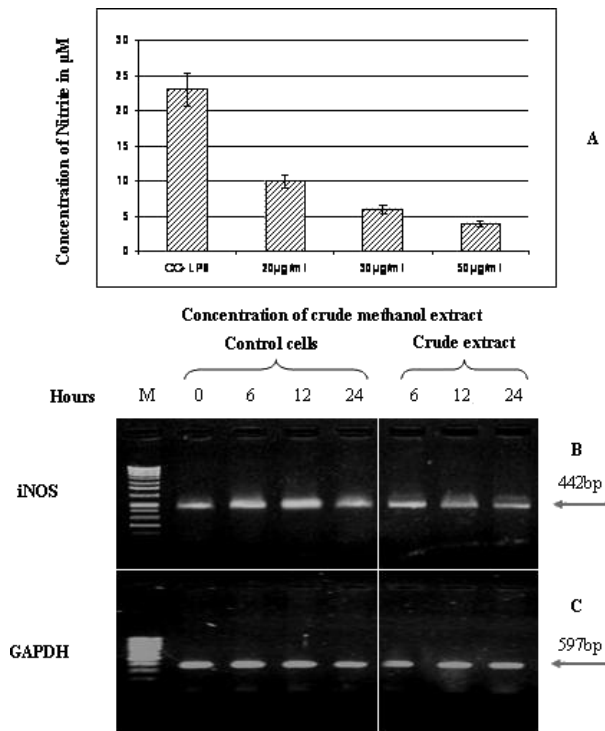 30
25
20
15
10
5
0
Concentration of Nitrite in µM
20µg/ml 30µg/ml 50µg/ml
A
Concentration of crude methanol extract
Control cells Crude extract
Hours M 0 6 12 24 6 12 24
B
iNOS
442bp
C
GAPDH
597bp